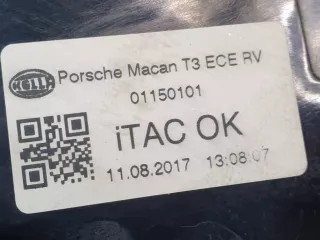 HELLA
Porsche Macan T3 ECE RV
01150101
iTAC OK
11.08.2017 13:08:07